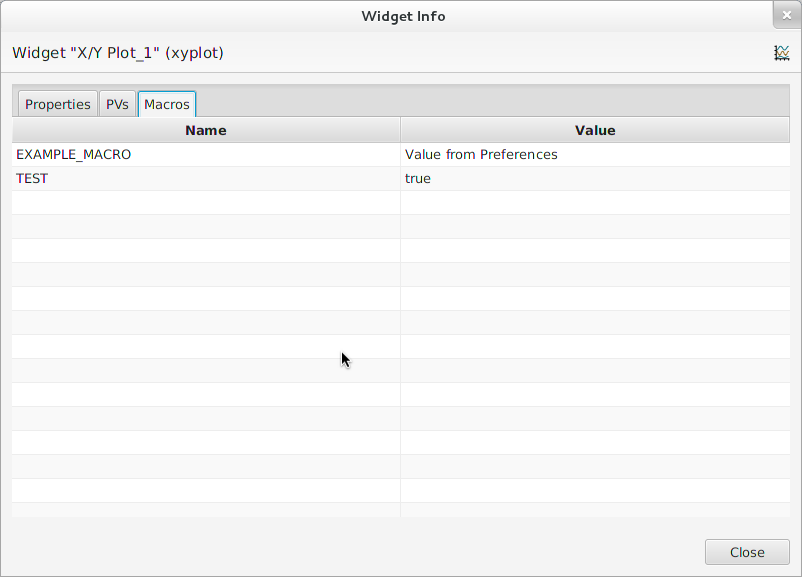 Widget Info
Widget "X/Y Plot_1" (xyplot)
Properties PVs Macros
Name Value
EXAMPLE_MACRO Value from Preferences
TEST true
Close